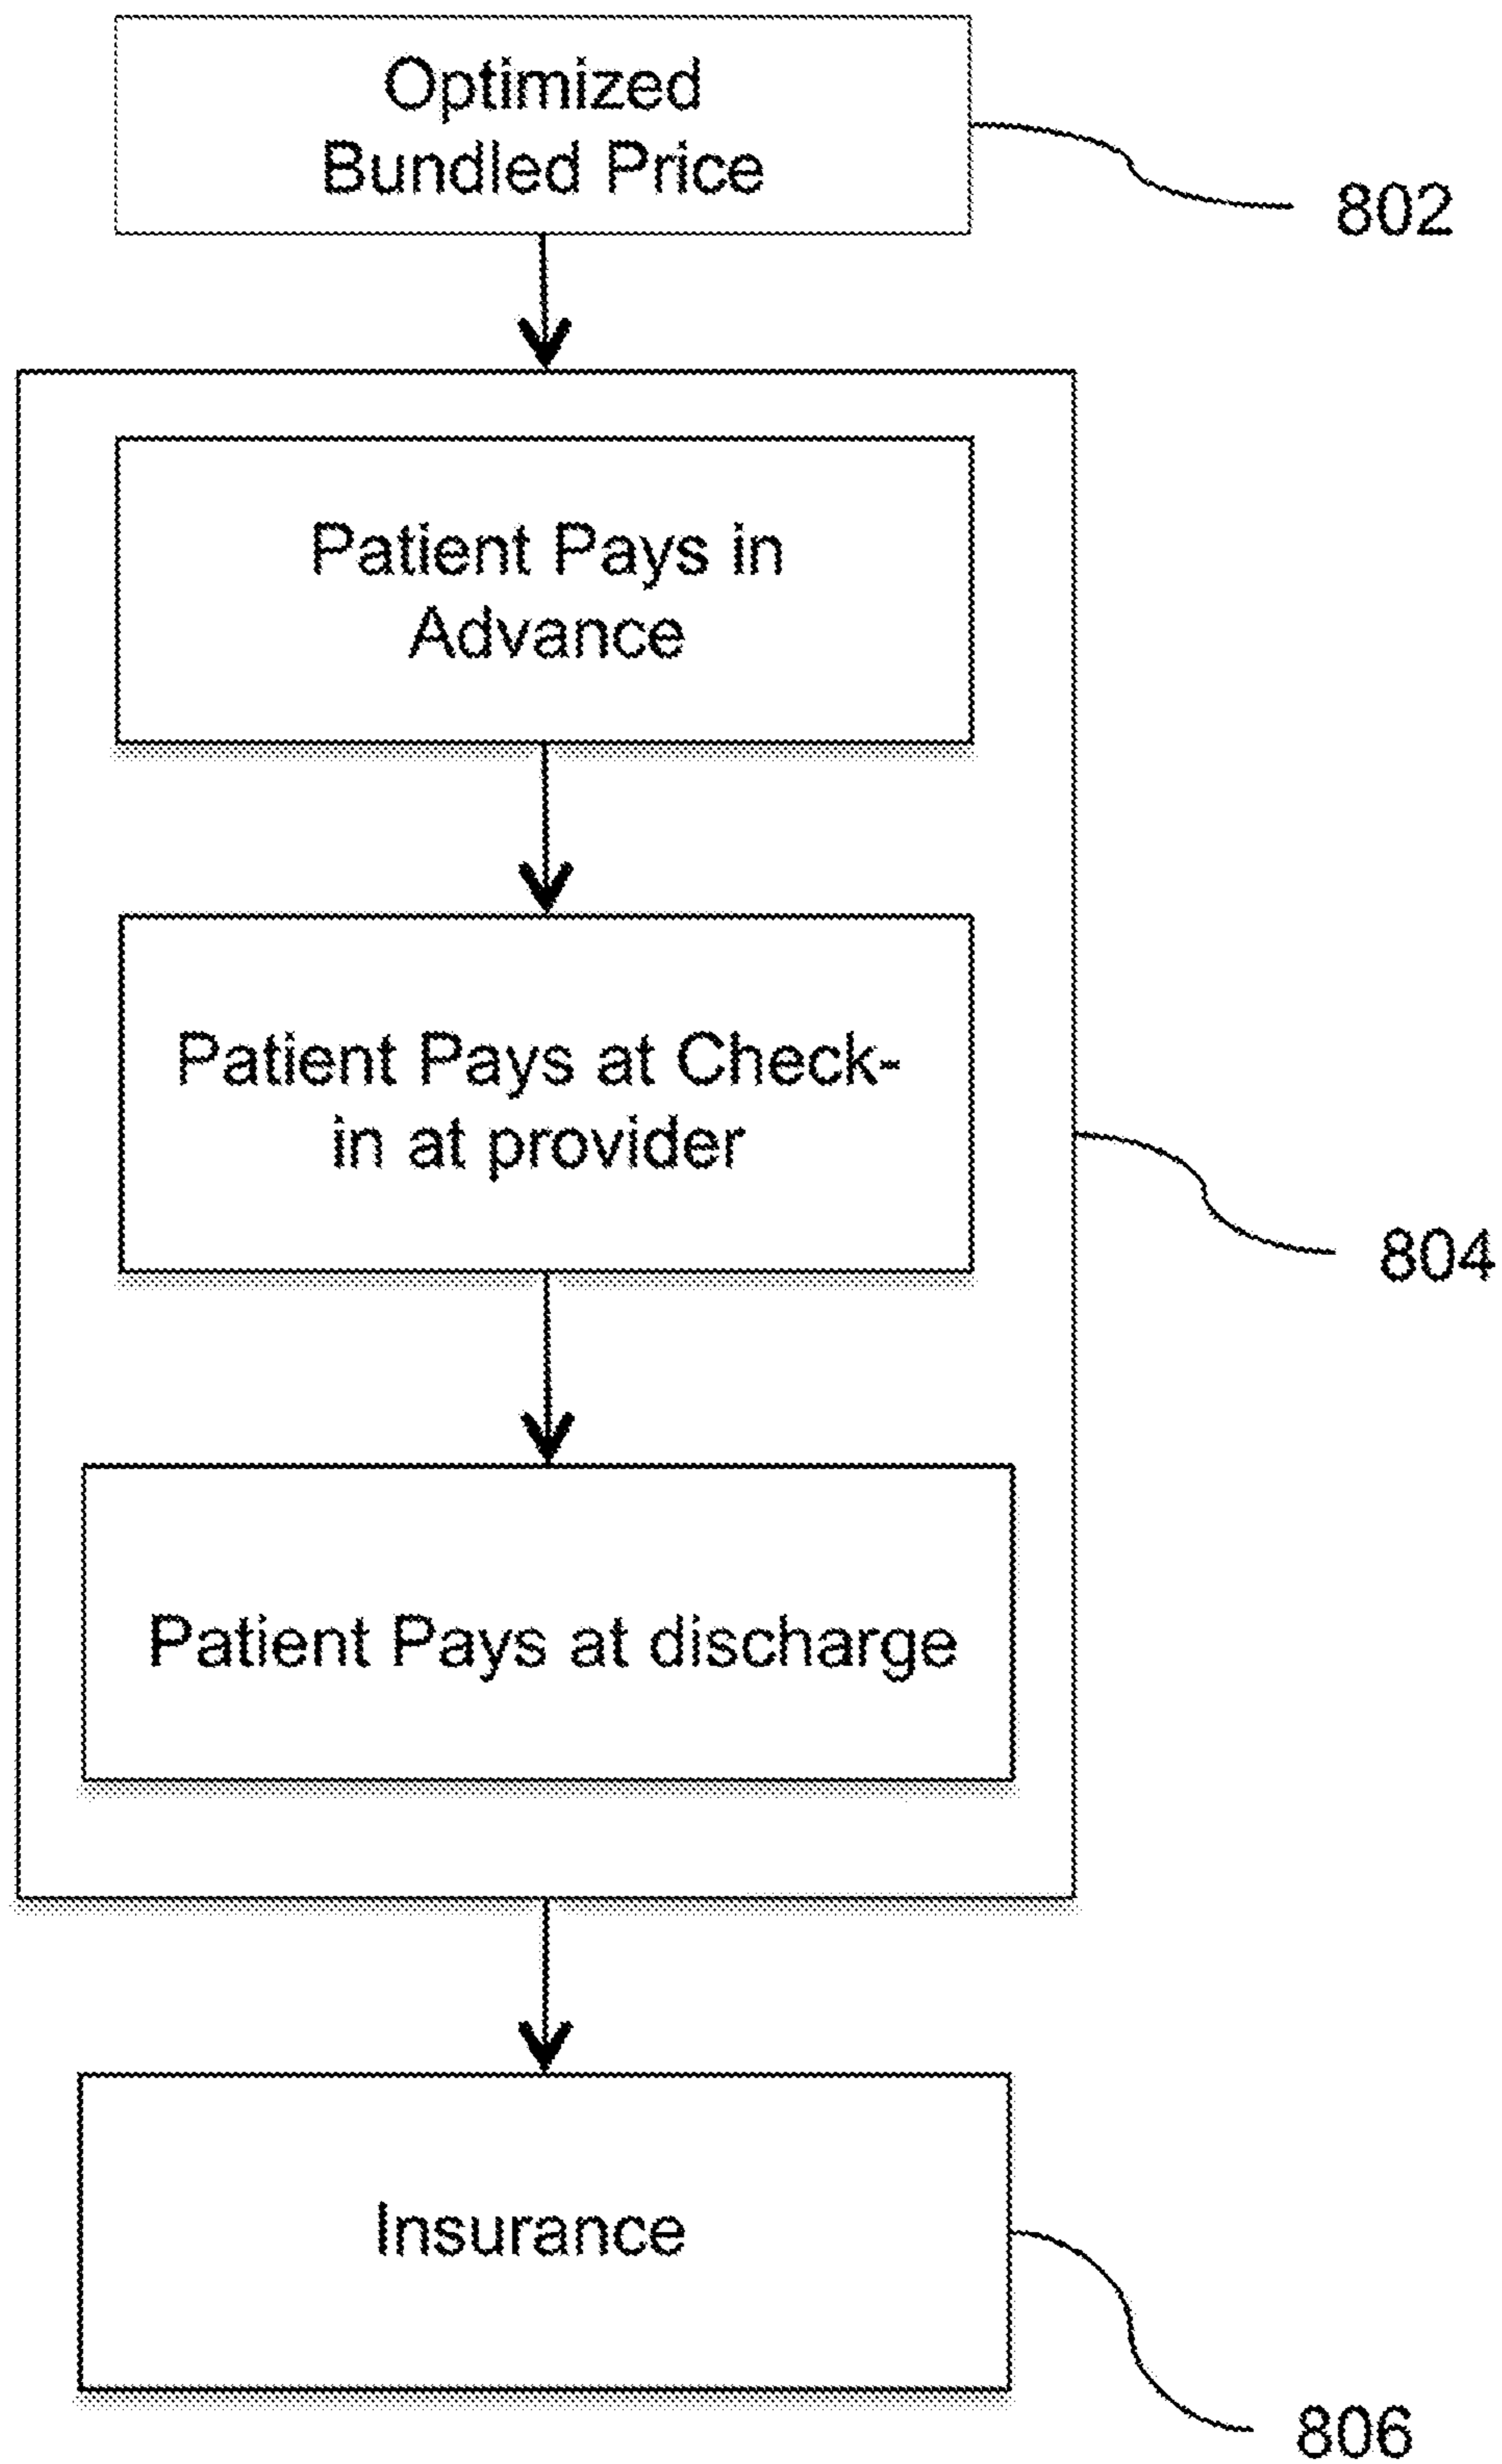 Optimized
Bundled Price
802
Patient Pays in
Advance
Patient Pays at Check-
in at provider
804
Patient Pays at discharge
Insurance
806